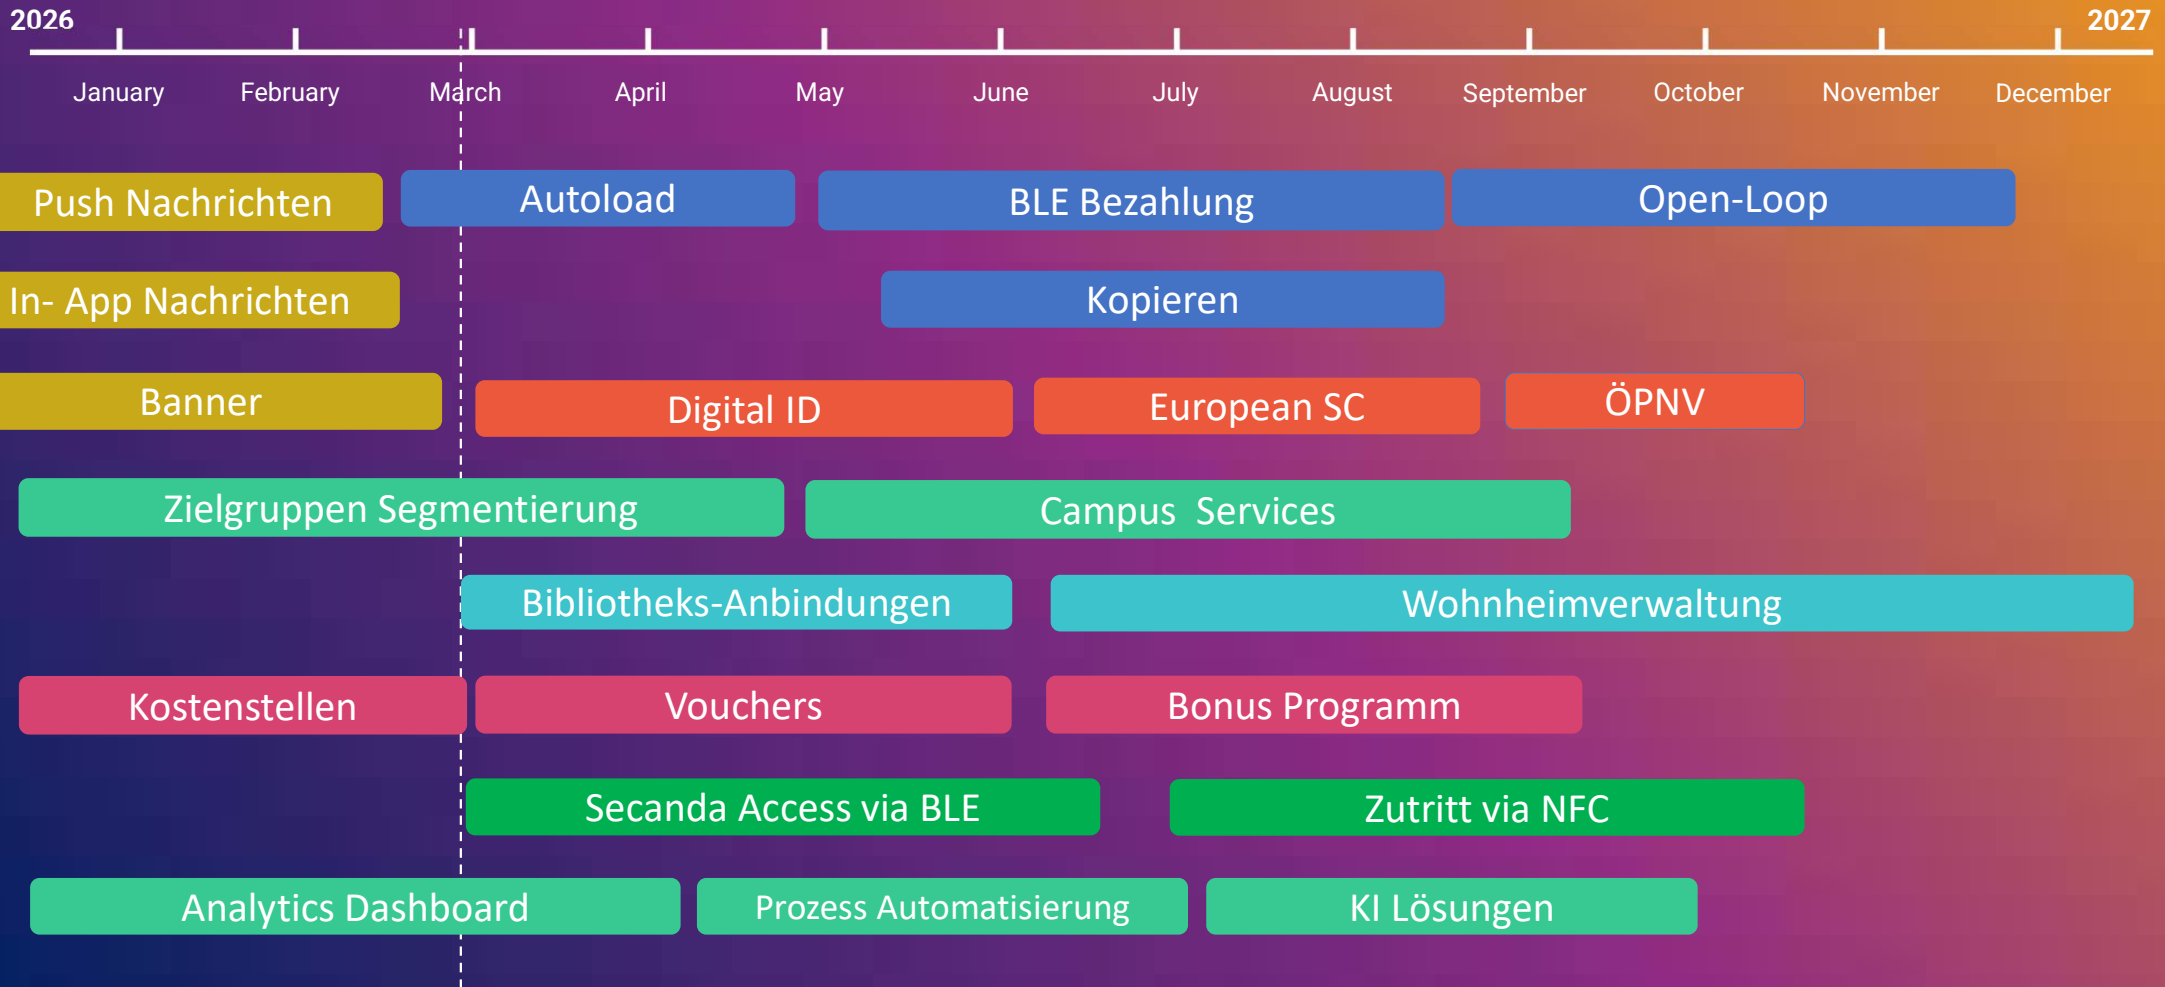 2026 2027
January February March April May June July August September October November December
Push Nachrichten Autoload BLE Bezahlung Open-Loop
In- App Nachrichten Kopieren
Banner Digital ID European SC ÖPNV
Zielgruppen Segmentierung Campus  Services
Bibliotheks-Anbindungen Wohnheimverwaltung
Kostenstellen Vouchers Bonus Programm
Secanda Access via BLE Zutritt via NFC
Analytics Dashboard Prozess Automatisierung KI Lösungen